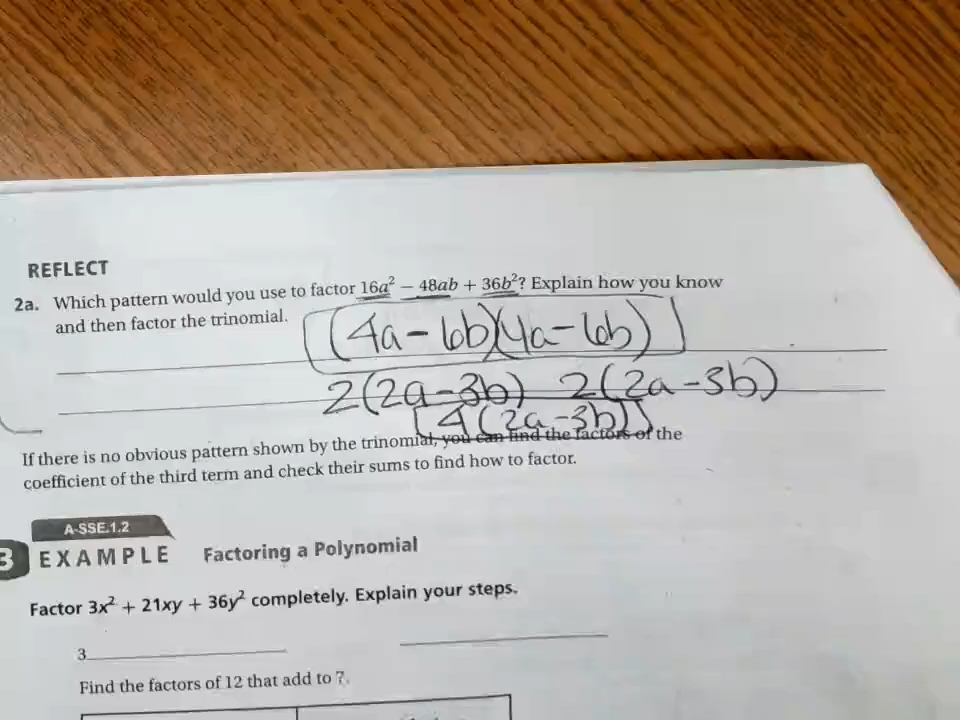 REFLECT
2a. Which pattern would you use to factor 16a² − 48ab + 36b²? Explain how you know
and then factor the trinomial.
(4a − 6b)(4a − 6b)
2(2a − 3b) 2(2a − 3b)
[4(2a − 3b)]
If there is no obvious pattern shown by the trinomial, you can find the factors of the
coefficient of the third term and check their sums to find how to factor.
A-SSE.1.2
3 EXAMPLE Factoring a Polynomial
Factor 3x² + 21xy + 36y² completely. Explain your steps.
3
Find the factors of 12 that add to 7.